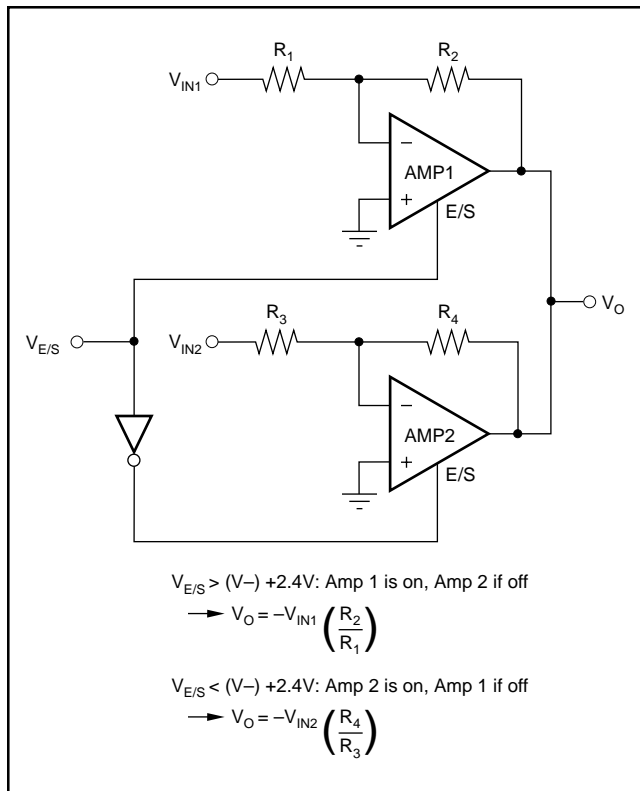 R1 R2
VIN1
−
AMP1
+
E/S
VO
R3 R4
VE/S VIN2
−
AMP2
+
E/S
VE/S > (V–) +2.4V: Amp 1 is on, Amp 2 if off
VO = –VIN1 (R2/R1)
VE/S < (V–) +2.4V: Amp 2 is on, Amp 1 if off
VO = –VIN2 (R4/R3)